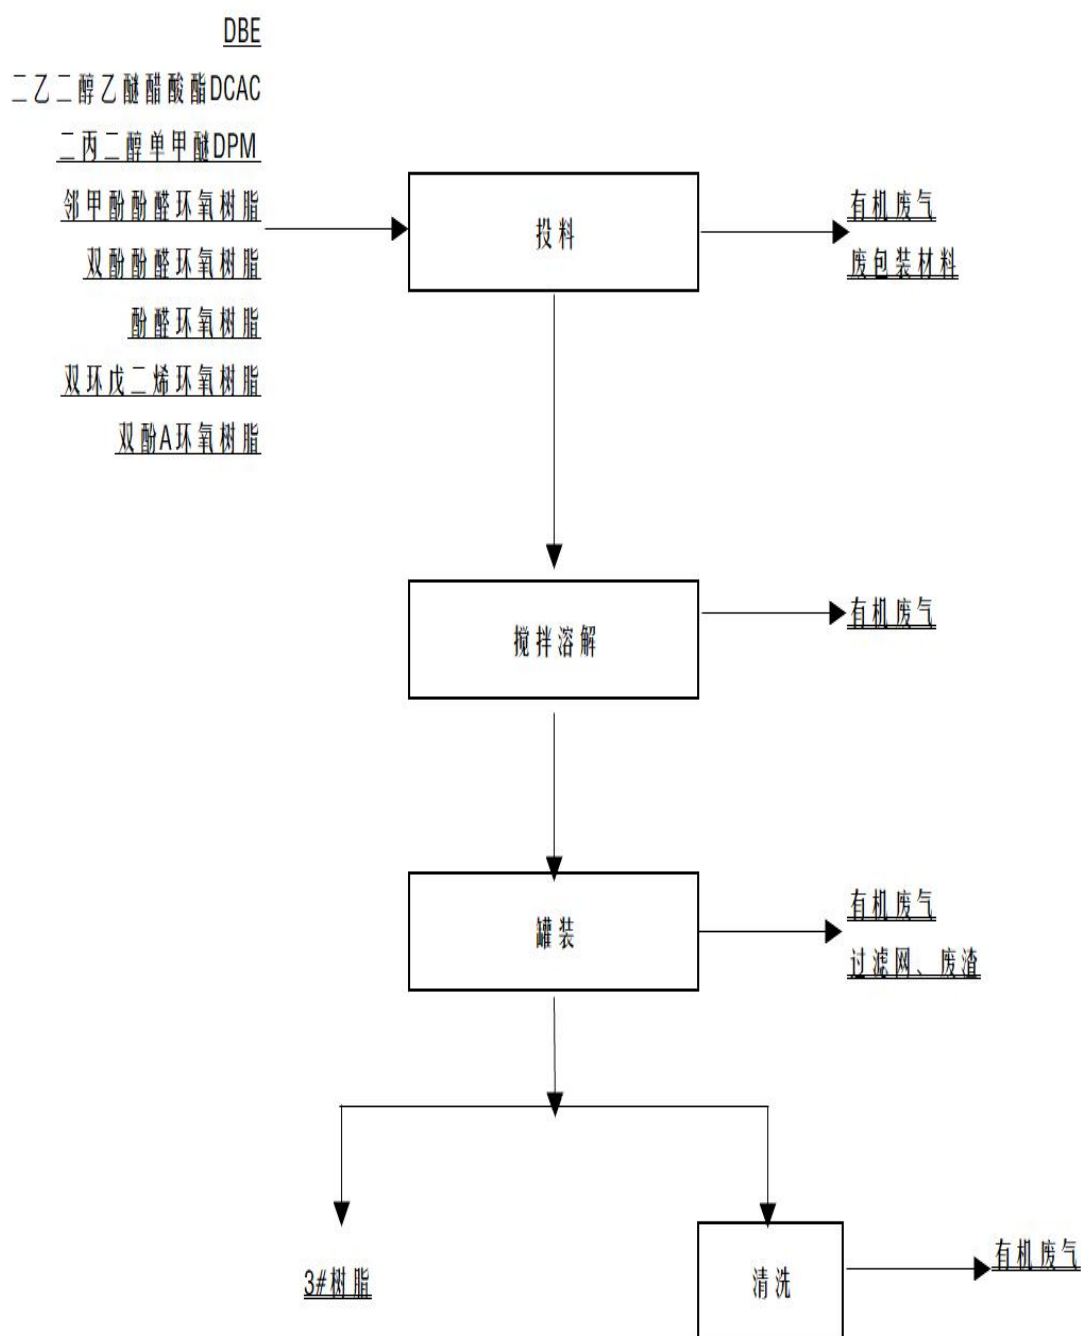 DBE
二乙二醇乙醚醋酸酯DCAC
二丙二醇单甲醚DPM
邻甲酚酚醛环氧树脂
双酚酚醛环氧树脂
酚醛环氧树脂
双环戊二烯环氧树脂
双酚A环氧树脂
投料
有机废气
废包装材料
搅拌溶解
有机废气
罐装
有机废气
过滤网、废渣
3#树脂
清洗
有机废气